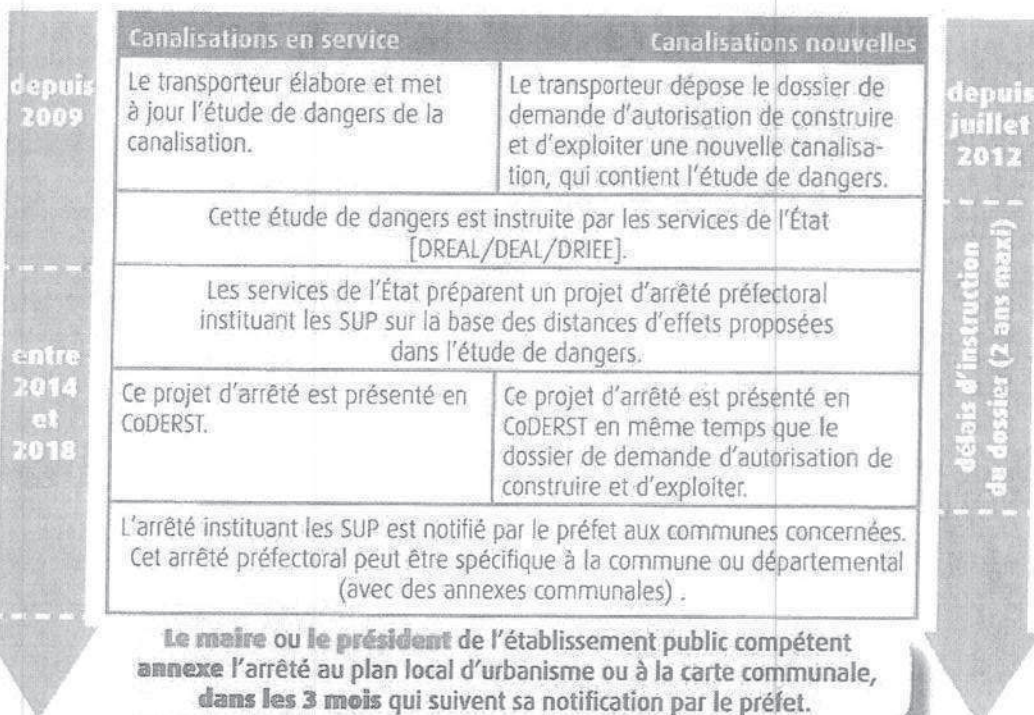 Canalisations en service
Canalisations nouvelles
depuis
2009
Le transporteur élabore et met
à jour l'étude de dangers de la
canalisation.
Le transporteur dépose le dossier de
demande d'autorisation de construire
et d'exploiter une nouvelle canalisa-
tion, qui contient l'étude de dangers.
depuis
juillet
2012
Cette étude de dangers est instruite par les services de l'État
[DREAL/DEAL/DRIEE].
Les services de l'État préparent un projet d'arrêté préfectoral
instituant les SUP sur la base des distances d'effets proposées
dans l'étude de dangers.
entre
2014
et
2018
Ce projet d'arrêté est présenté en
CoDERST.
Ce projet d'arrêté est présenté en
CoDERST en même temps que le
dossier de demande d'autorisation de
construire et d'exploiter.
délais d'instruction
du dossier (2 ans maxi)
L'arrêté instituant les SUP est notifié par le préfet aux communes concernées.
Cet arrêté préfectoral peut être spécifique à la commune ou départemental
(avec des annexes communales) .
Le maire ou le président de l'établissement public compétent
annexe l'arrêté au plan local d'urbanisme ou à la carte communale,
dans les 3 mois qui suivent sa notification par le préfet.